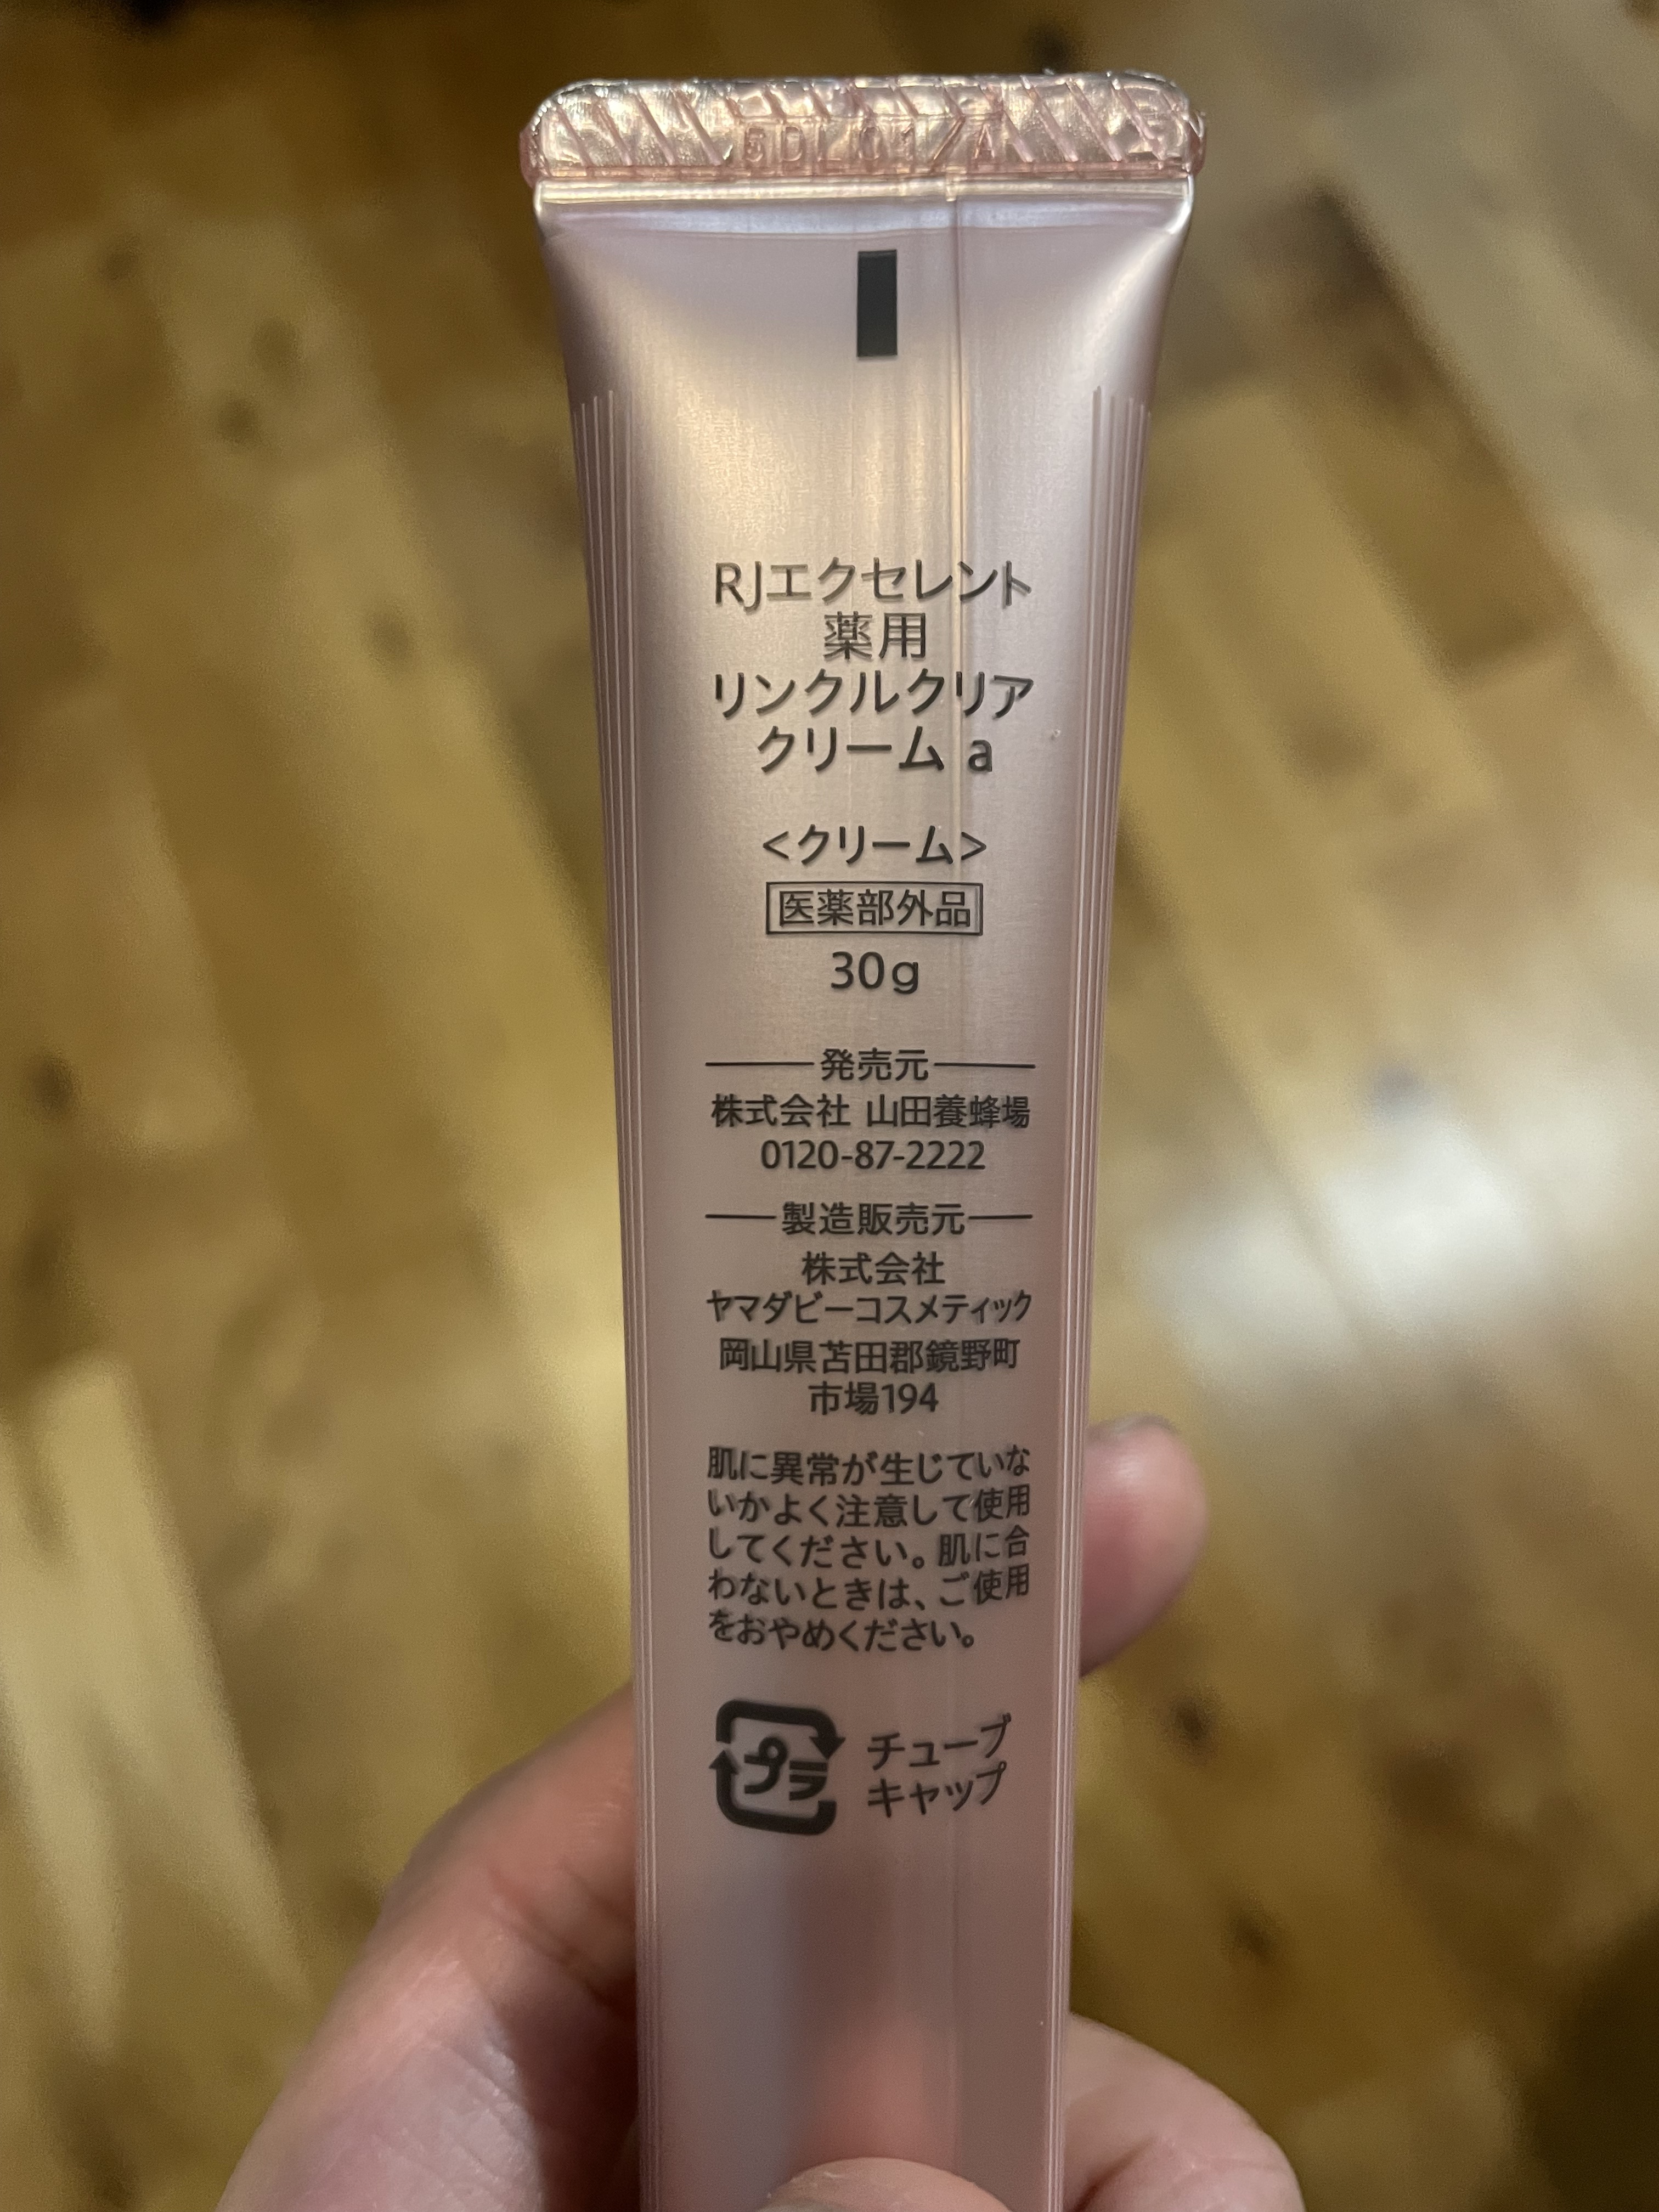 5DL01/A
RJエクセレント
薬用
リンクルクリア
クリーム a
<クリーム>
医薬部外品
30g
発売元
株式会社 山田養蜂場
0120-87-2222
製造販売元
株式会社
ヤマダビーコスメティック
岡山県苫田郡鏡野町
市場194
肌に異常が生じていな
いかよく注意して使用
してください。肌に合
わないときは、ご使用
をおやめください。
プラ
チューブ
キャップ